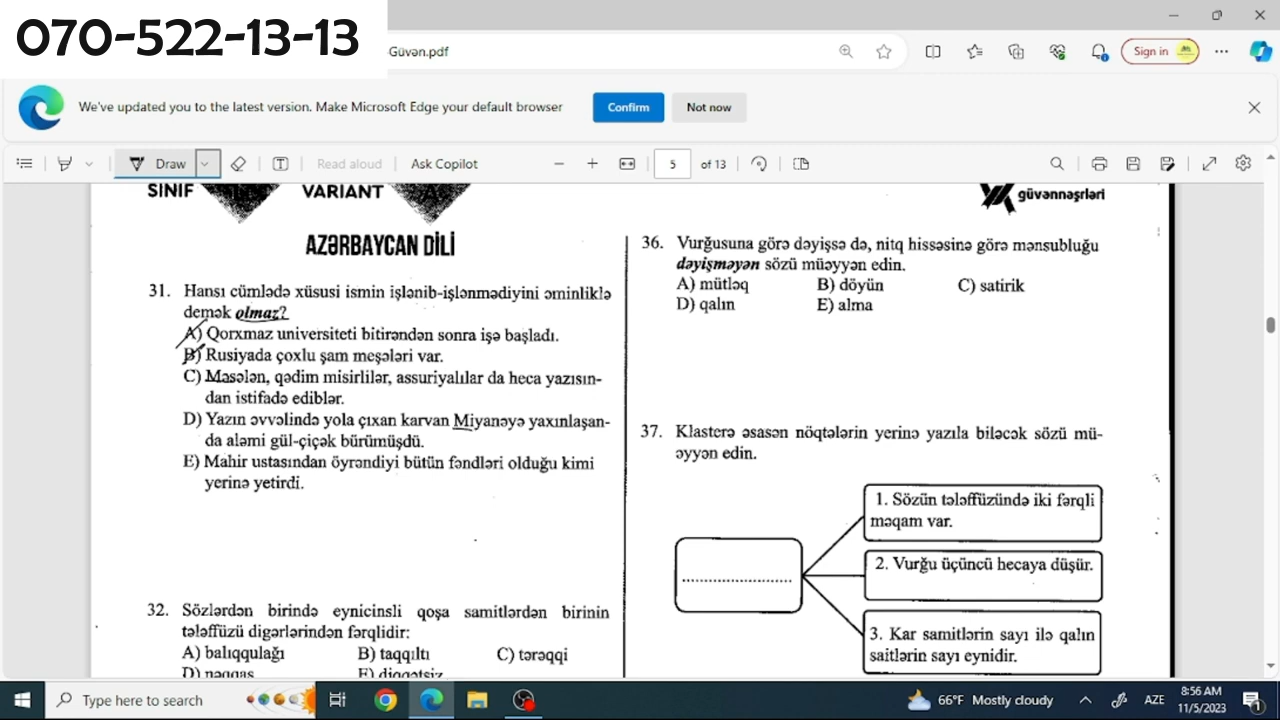 070-522-13-13
-Güvən.pdf
Sign in
We've updated you to the latest version. Make Microsoft Edge your default browser
Confirm
Not now
Draw
Read aloud
Ask Copilot
5
of 13
SINIF
VARIANT
güvənnəşrləri
AZƏRBAYCAN DİLİ
31. Hansı cümlədə xüsusi ismin işlənib-işlənmədiyini əminliklə
demək olmaz?
A) Qorxmaz universiteti bitirəndən sonra işə başladı.
B) Rusiyada çoxlu şam meşələri var.
C) Məsələn, qədim misirlilər, assuriyalılar da heca yazısın-
dan istifadə ediblər.
D) Yazın əvvəlində yola çıxan karvan Miyanəyə yaxınlaşan-
da aləmi gül-çiçək bürümüşdü.
E) Mahir ustasından öyrəndiyi bütün fəndləri olduğu kimi
yerinə yetirdi.
32. Sözlərdən birində eynicinsli qoşa samitlərdən birinin
tələffüzü digərlərindən fərqlidir:
A) balıqqulağı B) taqqıltı C) tərəqqi
D) naqqas E) diqqətsiz
36. Vurğusuna görə dəyişsə də, nitq hissəsinə görə mənsubluğu
dəyişməyən sözü müəyyən edin.
A) mütləq B) döyün C) satirik
D) qalın E) alma
37. Klasterə əsasən nöqtələrin yerinə yazıla biləcək sözü mü-
əyyən edin.
1. Sözün tələffüzündə iki fərqli
məqam var.
....................
2. Vurğu üçüncü hecaya düşür.
3. Kar samitlərin sayı ilə qalın
saitlərin sayı eynidir.
Type here to search
66°F Mostly cloudy
AZE
8:56 AM
11/5/2023
1